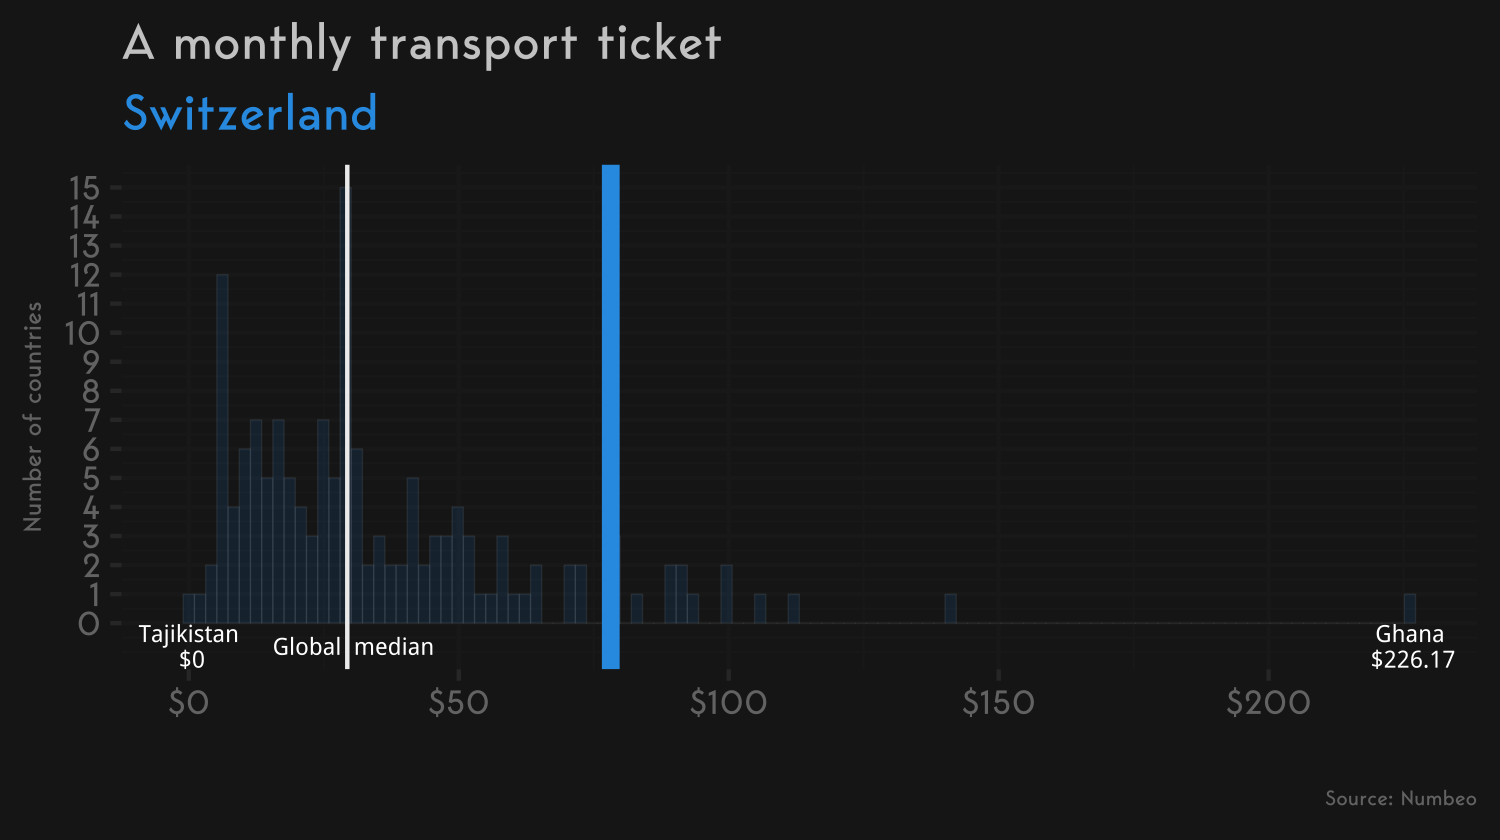 A monthly transport ticket
Switzerland
Number of countries
15
14
13
12
11
10
9
8
7
6
5
4
3
2
1
0
Tajikistan
$0
Global median
Ghana
$226.17
$0 $50 $100 $150 $200
Source: Numbeo